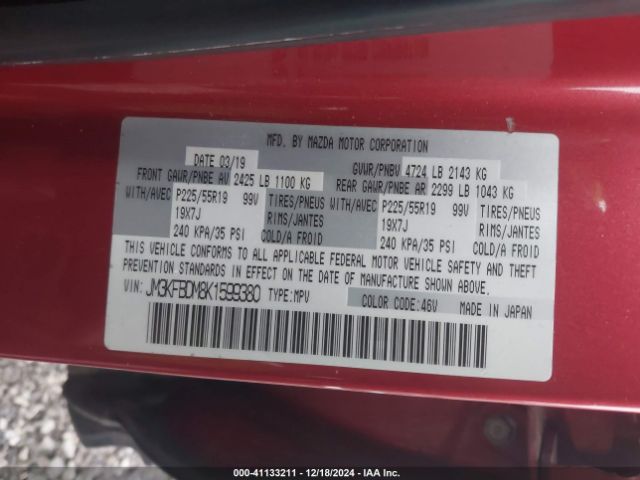 MFD. BY MAZDA MOTOR CORPORATION
DATE 03/19 GVWR/PNBV 4724 LB 2143 KG
FRONT GAWR/PNBE AV 2425 LB 1100 KG REAR GAWR/PNBE AR 2299 LB 1043 KG
WITH/AVEC P225/55R19 99V TIRES/PNEUS WITH/AVEC P225/55R19 99V TIRES/PNEUS
19X7J RIMS/JANTES 19X7J RIMS/JANTES
240 KPA/35 PSI COLD/A FROID 240 KPA/35 PSI COLD/A FROID
THIS VEHICLE CONFORMS TO ALL APPLICABLE FEDERAL MOTOR VEHICLE SAFETY AND THEFT
PREVENTION STANDARDS IN EFFECT ON THE DATE OF MANUFACTURE SHOWN ABOVE.
VIN: JM3KFBDM8K1599380 TYPE:MPV COLOR CODE:46V MADE IN JAPAN
000-41133211 - 12/18/2024 - IAA Inc.